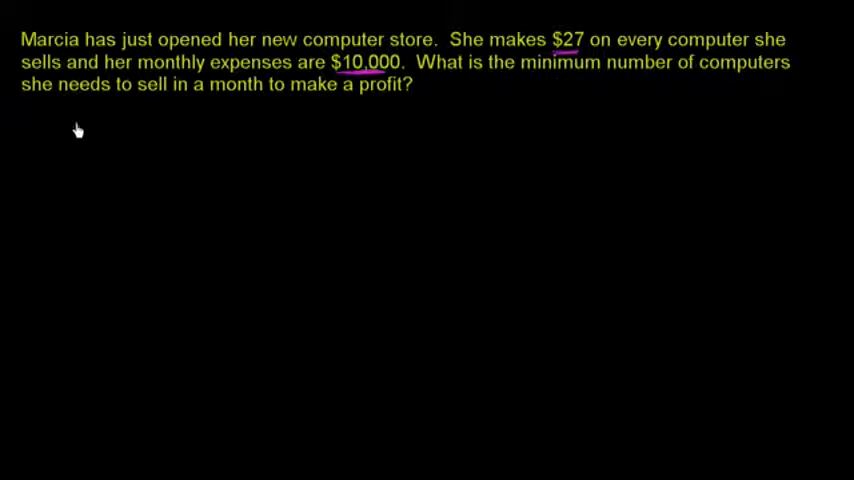 Marcia has just opened her new computer store.  She makes $27 on every computer she
sells and her monthly expenses are $10,000.  What is the minimum number of computers
she needs to sell in a month to make a profit?